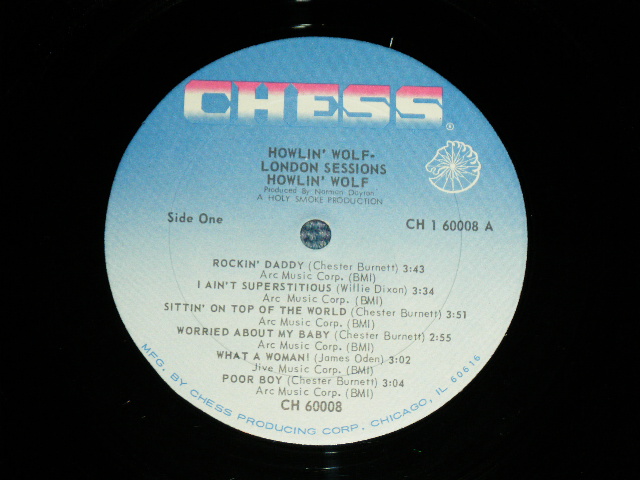 CHESS
®
HOWLIN' WOLF-
LONDON SESSIONS
HOWLIN' WOLF
Produced By Norman Dayron
A HOLY SMOKE PRODUCTION
Side One
CH 1 60008 A
ROCKIN' DADDY (Chester Burnett) 3:43
Arc Music Corp. (BMI)
I AIN'T SUPERSTITIOUS (Willie Dixon) 3:34
Arc Music Corp. (BMI)
SITTIN' ON TOP OF THE WORLD (Chester Burnett) 3:51
Arc Music Corp. (BMI)
WORRIED ABOUT MY BABY (Chester Burnett) 2:55
Arc Music Corp. (BMI)
WHAT A WOMAN! (James Oden) 3:02
Jive Music Corp. (BMI)
POOR BOY (Chester Burnett) 3:04
Arc Music Corp. (BMI)
CH 60008
MFG. BY CHESS PRODUCING CORP. CHICAGO, IL 60616